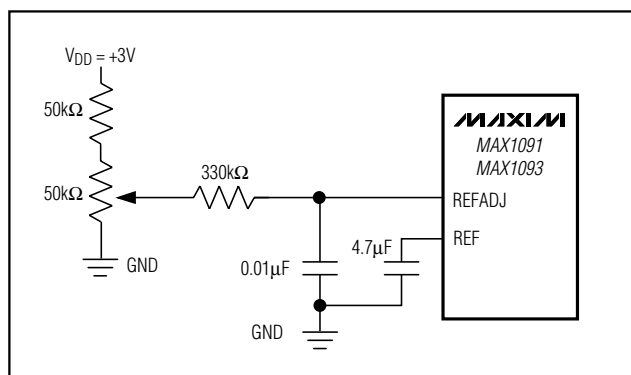 V_DD = +3V
50kΩ
50kΩ
330kΩ
GND
0.01µF
4.7µF
GND
MAXIM
MAX1091
MAX1093
REFADJ
REF